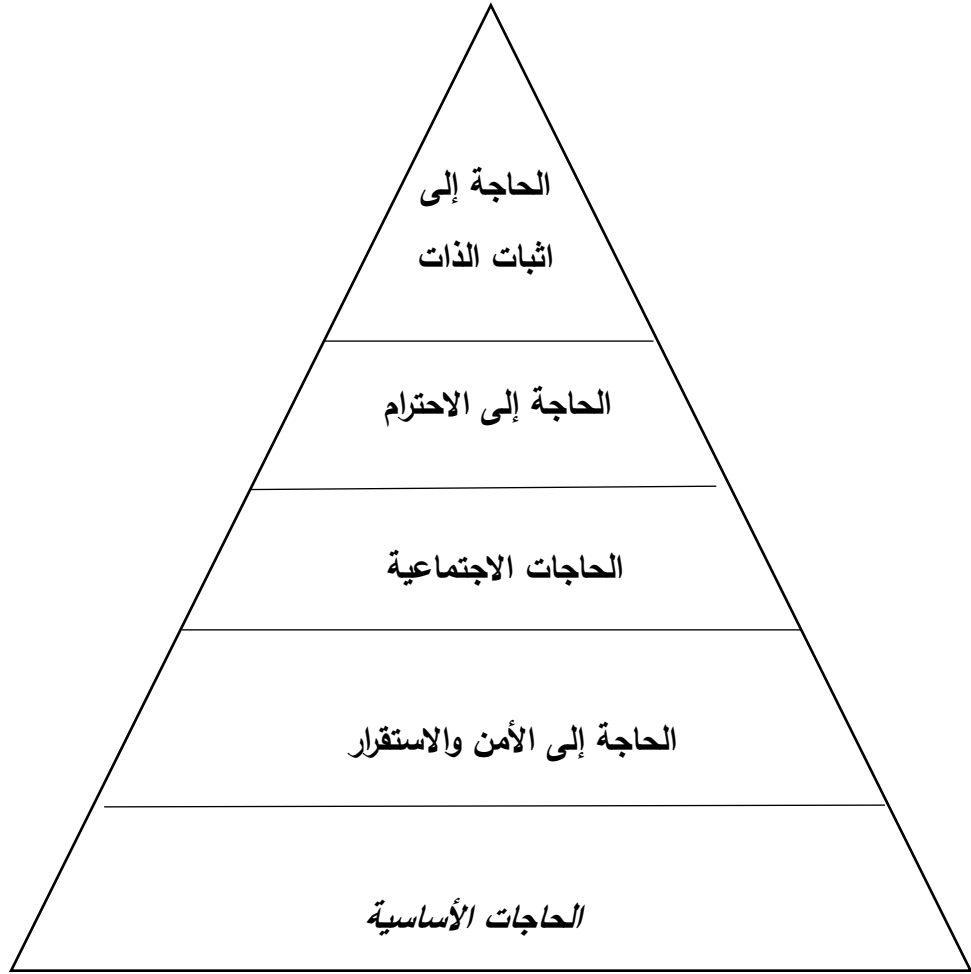 الحاجة إلى
اثبات الذات
الحاجة إلى الاحترام
الحاجات الاجتماعية
الحاجة إلى الأمن والاستقرار
الحاجات الأساسية